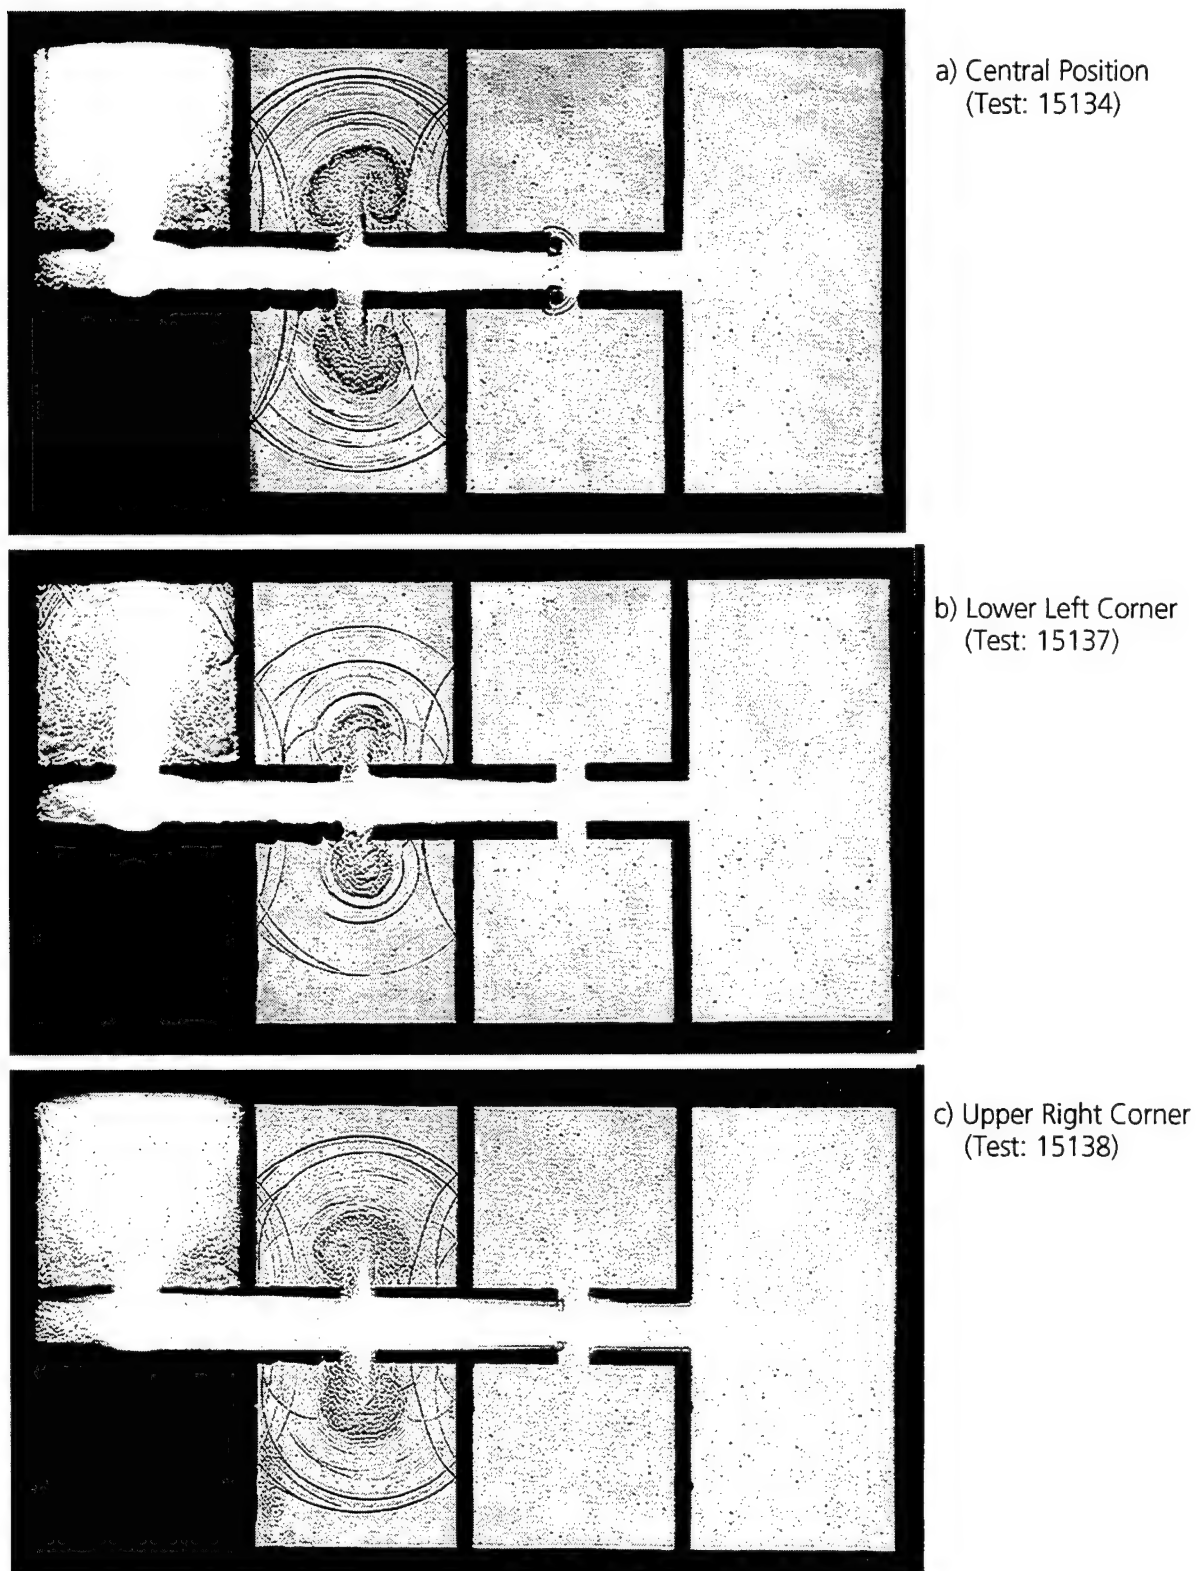 a) Central Position
(Test: 15134)
b) Lower Left Corner
(Test: 15137)
c) Upper Right Corner
(Test: 15138)